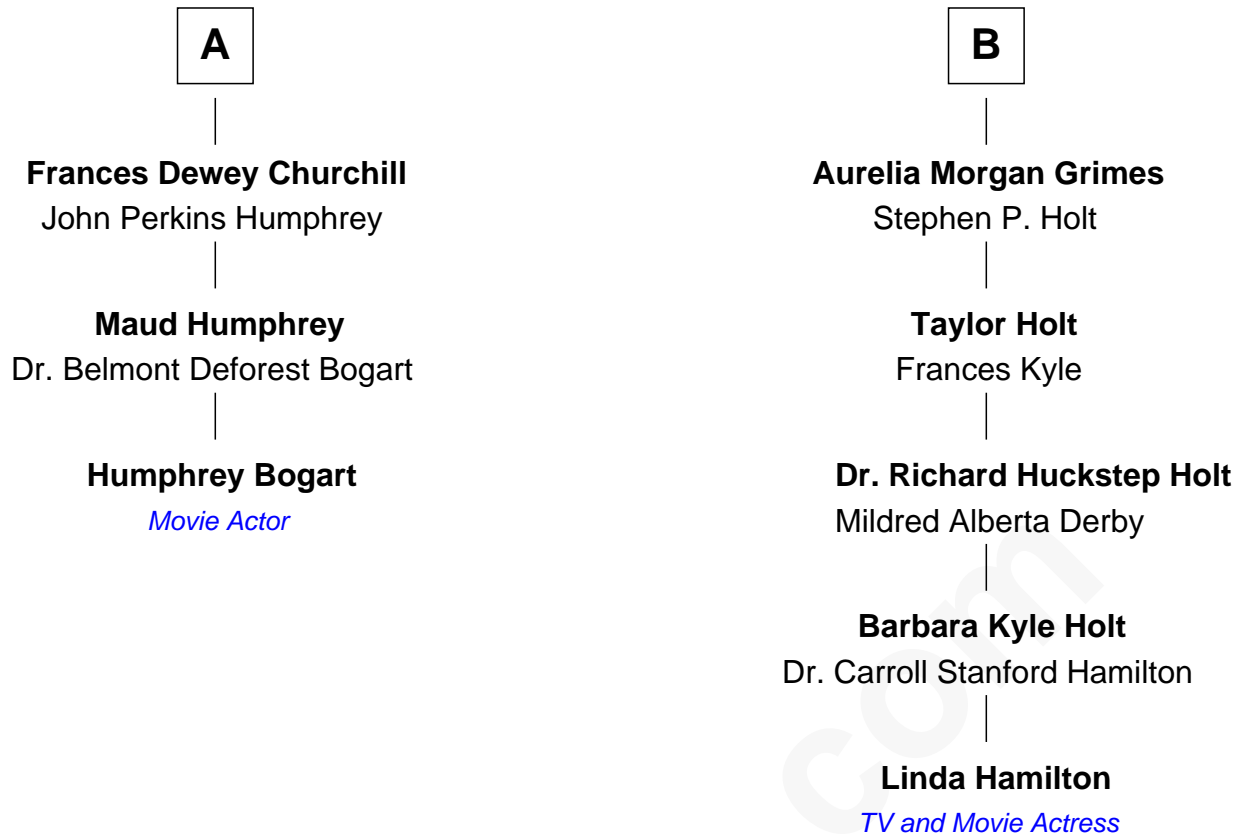 A
Frances Dewey Churchill
John Perkins Humphrey
Maud Humphrey
Dr. Belmont Deforest Bogart
Humphrey Bogart
Movie Actor
B
Aurelia Morgan Grimes
Stephen P. Holt
Taylor Holt
Frances Kyle
Dr. Richard Huckstep Holt
Mildred Alberta Derby
Barbara Kyle Holt
Dr. Carroll Stanford Hamilton
Linda Hamilton
TV and Movie Actress
com